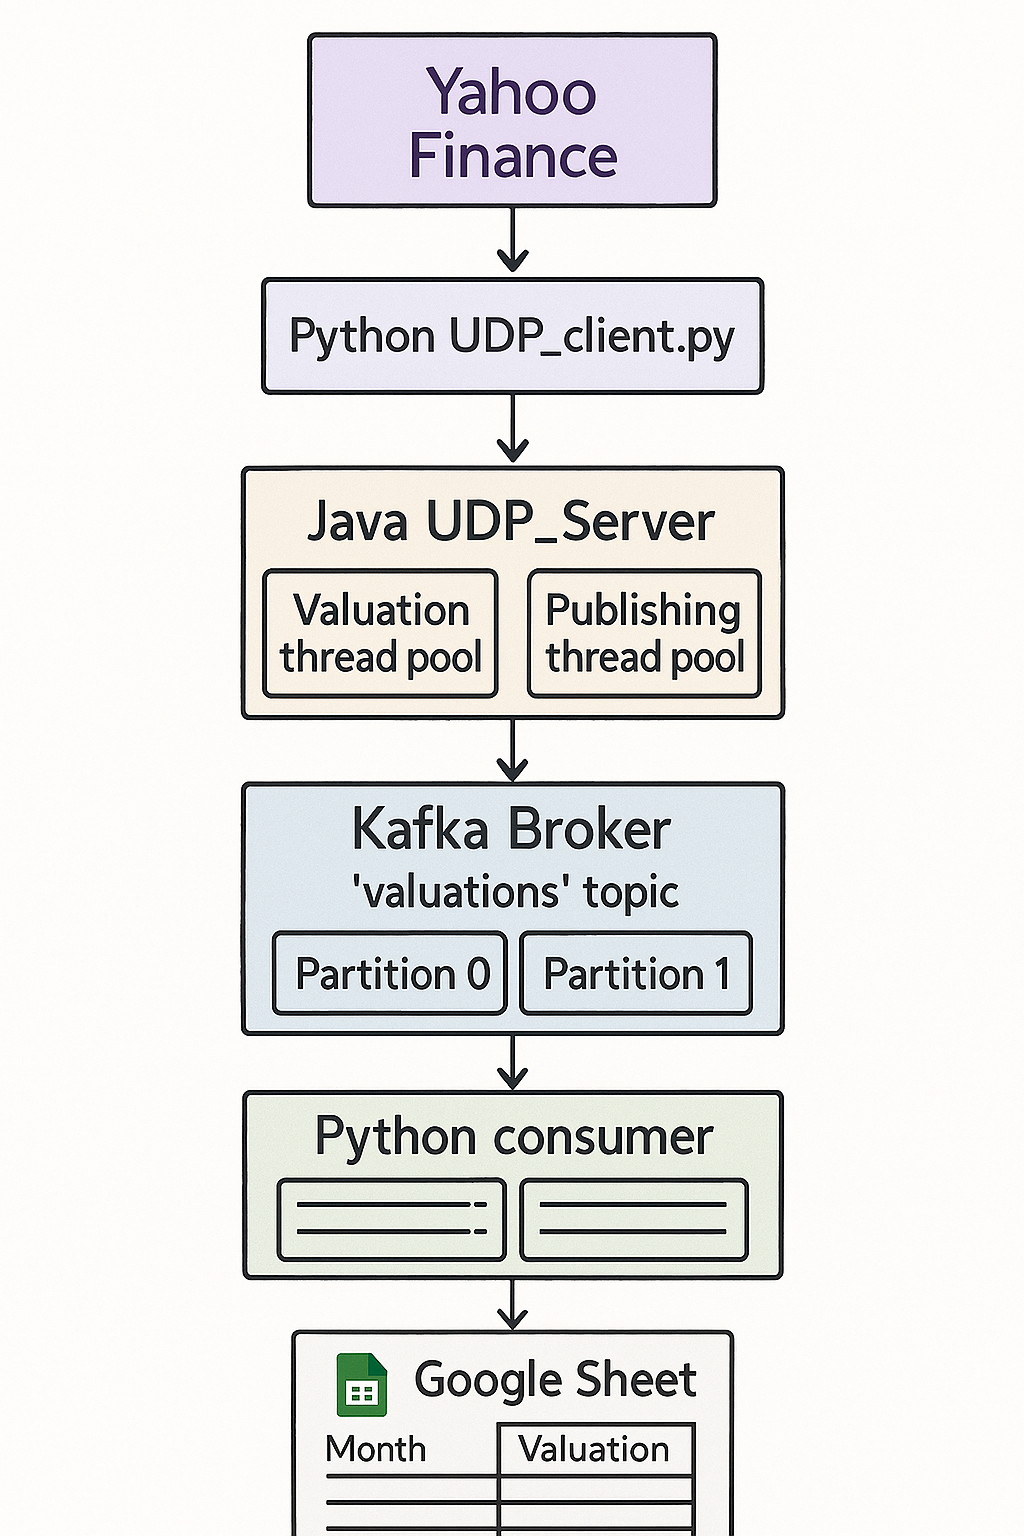 Yahoo
Finance
Python UDP_client.py
Java UDP_Server
Valuation
thread pool
Publishing
thread pool
Kafka Broker
'valuations' topic
Partition 0
Partition 1
Python consumer
Google Sheet
Month
Valuation